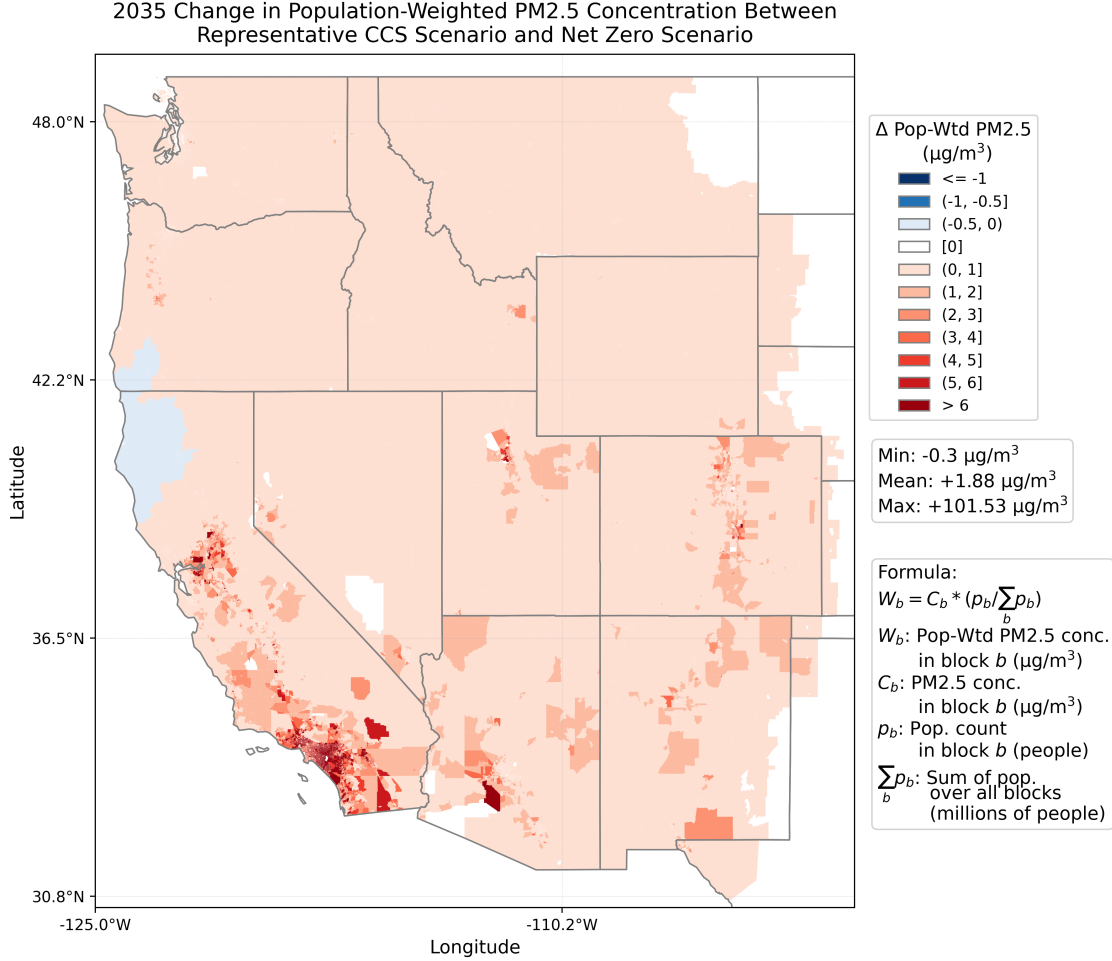 2035 Change in Population-Weighted PM2.5 Concentration Between
Representative CCS Scenario and Net Zero Scenario
Latitude
48.0°N
42.2°N
36.5°N
30.8°N
-125.0°W
-110.2°W
Longitude
Δ Pop-Wtd PM2.5
(µg/m³)
<= -1
(-1, -0.5]
(-0.5, 0)
[0]
(0, 1]
(1, 2]
(2, 3]
(3, 4]
(4, 5]
(5, 6]
> 6
Min: -0.3 µg/m³
Mean: +1.88 µg/m³
Max: +101.53 µg/m³
Formula:
W_b = C_b * (p_b/∑_b p_b)
W_b: Pop-Wtd PM2.5 conc.
in block b (µg/m³)
C_b: PM2.5 conc.
in block b (µg/m³)
p_b: Pop. count
in block b (people)
∑_b p_b: Sum of pop.
over all blocks
(millions of people)